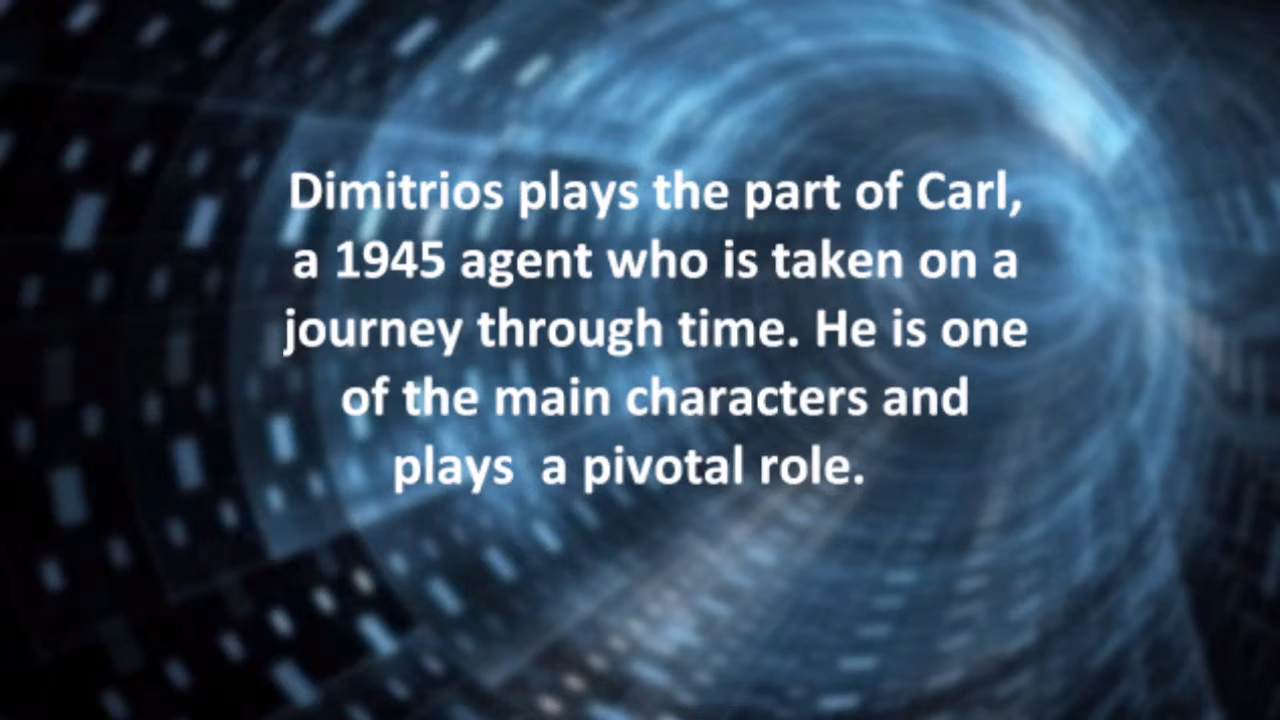 Dimitrios plays the part of Carl,
a 1945 agent who is taken on a
journey through time. He is one
of the main characters and
plays  a pivotal role.